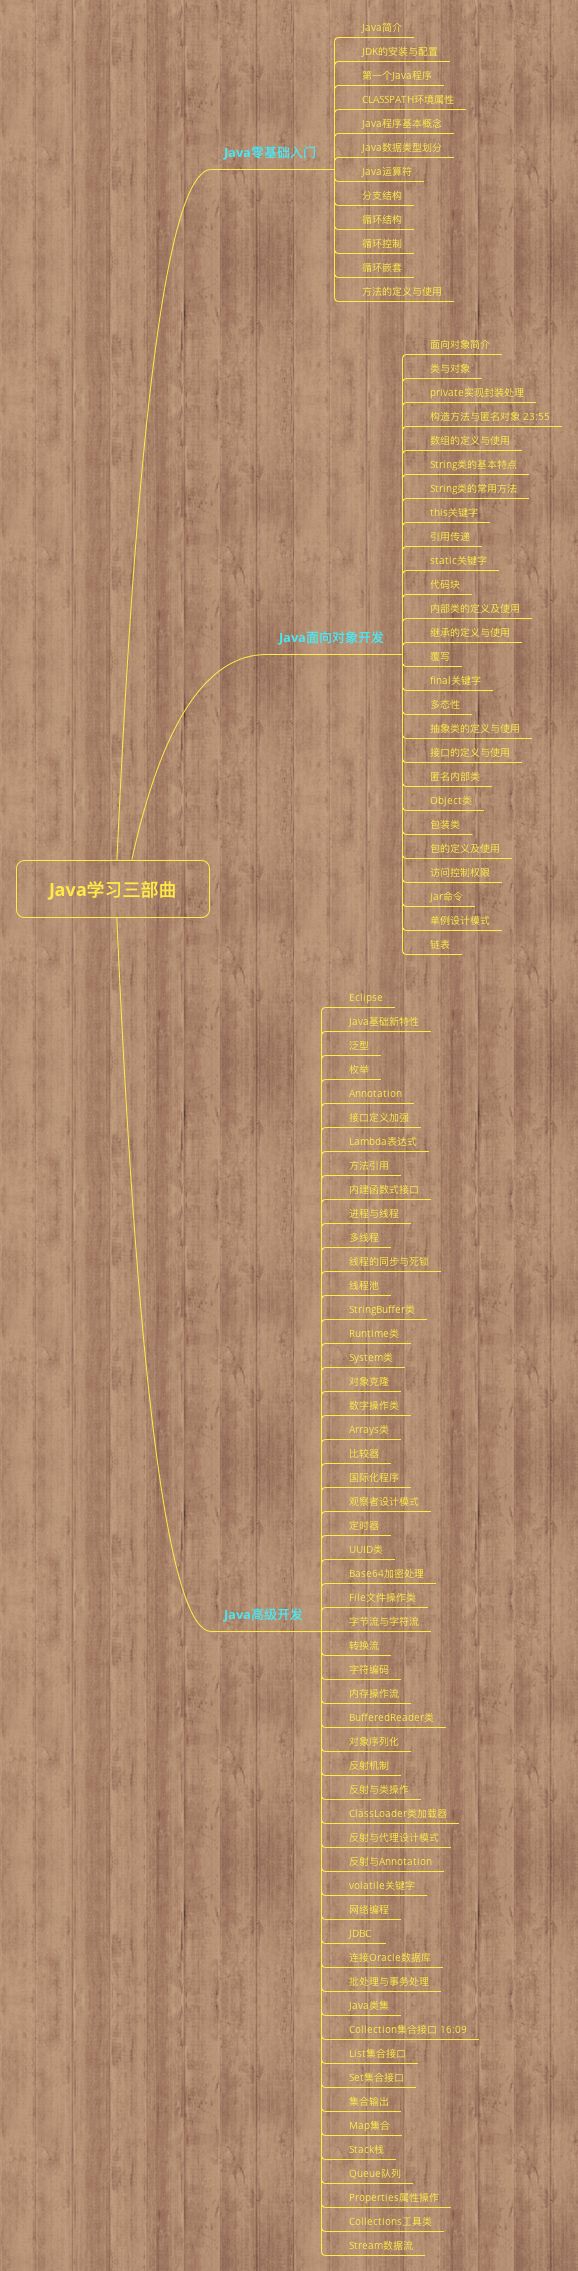 Java学习三部曲
Java零基础入门
Java简介
JDK的安装与配置
第一个Java程序
CLASSPATH环境属性
Java程序基本概念
Java数据类型划分
Java运算符
分支结构
循环结构
循环控制
循环嵌套
方法的定义与使用
Java面向对象开发
面向对象简介
类与对象
private实现封装处理
构造方法与匿名对象 23:55
数组的定义与使用
String类的基本特点
String类的常用方法
this关键字
引用传递
static关键字
代码块
内部类的定义及使用
继承的定义与使用
覆写
final关键字
多态性
抽象类的定义与使用
接口的定义与使用
匿名内部类
Object类
包装类
包的定义及使用
访问控制权限
Jar命令
单例设计模式
链表
Java高级开发
Eclipse
Java基础新特性
泛型
枚举
Annotation
接口定义加强
Lambda表达式
方法引用
内建函数式接口
进程与线程
多线程
线程的同步与死锁
线程池
StringBuffer类
Runtime类
System类
对象克隆
数字操作类
Arrays类
比较器
国际化程序
观察者设计模式
定时器
UUID类
Base64加密处理
File文件操作类
字节流与字符流
转换流
字符编码
内存操作流
BufferedReader类
对象序列化
反射机制
反射与类操作
ClassLoader类加载器
反射与代理设计模式
反射与Annotation
volatile关键字
网络编程
JDBC
连接Oracle数据库
批处理与事务处理
Java类集
Collection集合接口 16:09
List集合接口
Set集合接口
集合输出
Map集合
Stack栈
Queue队列
Properties属性操作
Collections工具类
Stream数据流